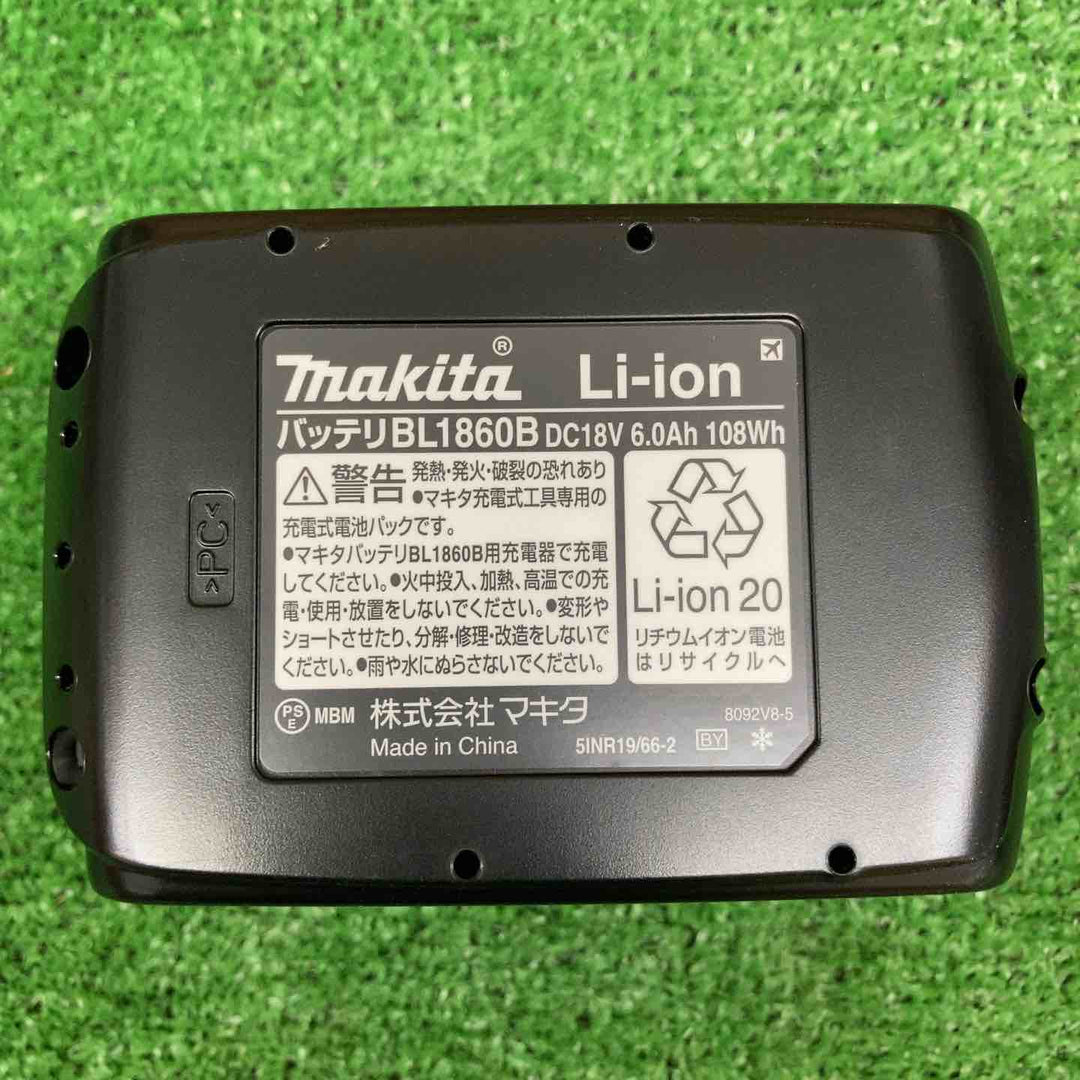 makita® Li-ion
バッテリBL1860B DC18V 6.0Ah 108Wh
警告 発熱・発火・破裂の恐れあり
●マキタ充電式工具専用の
充電式電池パックです。
●マキタバッテリBL1860B用充電器で充電
してください。●火中投入、加熱、高温での充
電・使用・放置をしないでください。●変形や
ショートさせたり、分解・修理・改造をしないで
ください。●雨や水にぬらさないでください。
Li-ion 20
リチウムイオン電池
はリサイクルへ
PSE MBM 株式会社 マキタ 8092V8-5
Made in China 5INR19/66-2 BY
>PC<